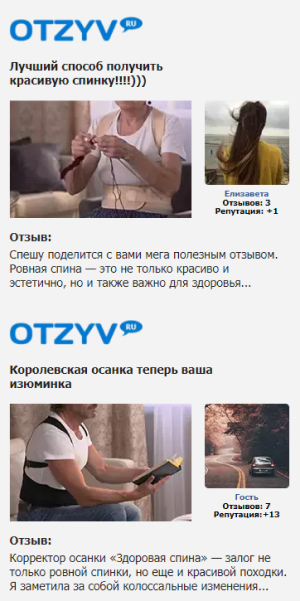 OTZYV RU
Лучший способ получить
красивую спинку!!!!)))
Елизавета
Отзывов: 3
Репутация: +1
Отзыв:
Спешу поделится с вами мега полезным отзывом.
Ровная спина — это не только красиво и
эстетично, но и также важно для здоровья...
OTZYV RU
Королевская осанка теперь ваша
изюминка
Гость
Отзывов: 7
Репутация:+13
Отзыв:
Корректор осанки «Здоровая спина» — залог не
только ровной спинки, но еще и красивой походки.
Я заметила за собой колоссальные изменения...